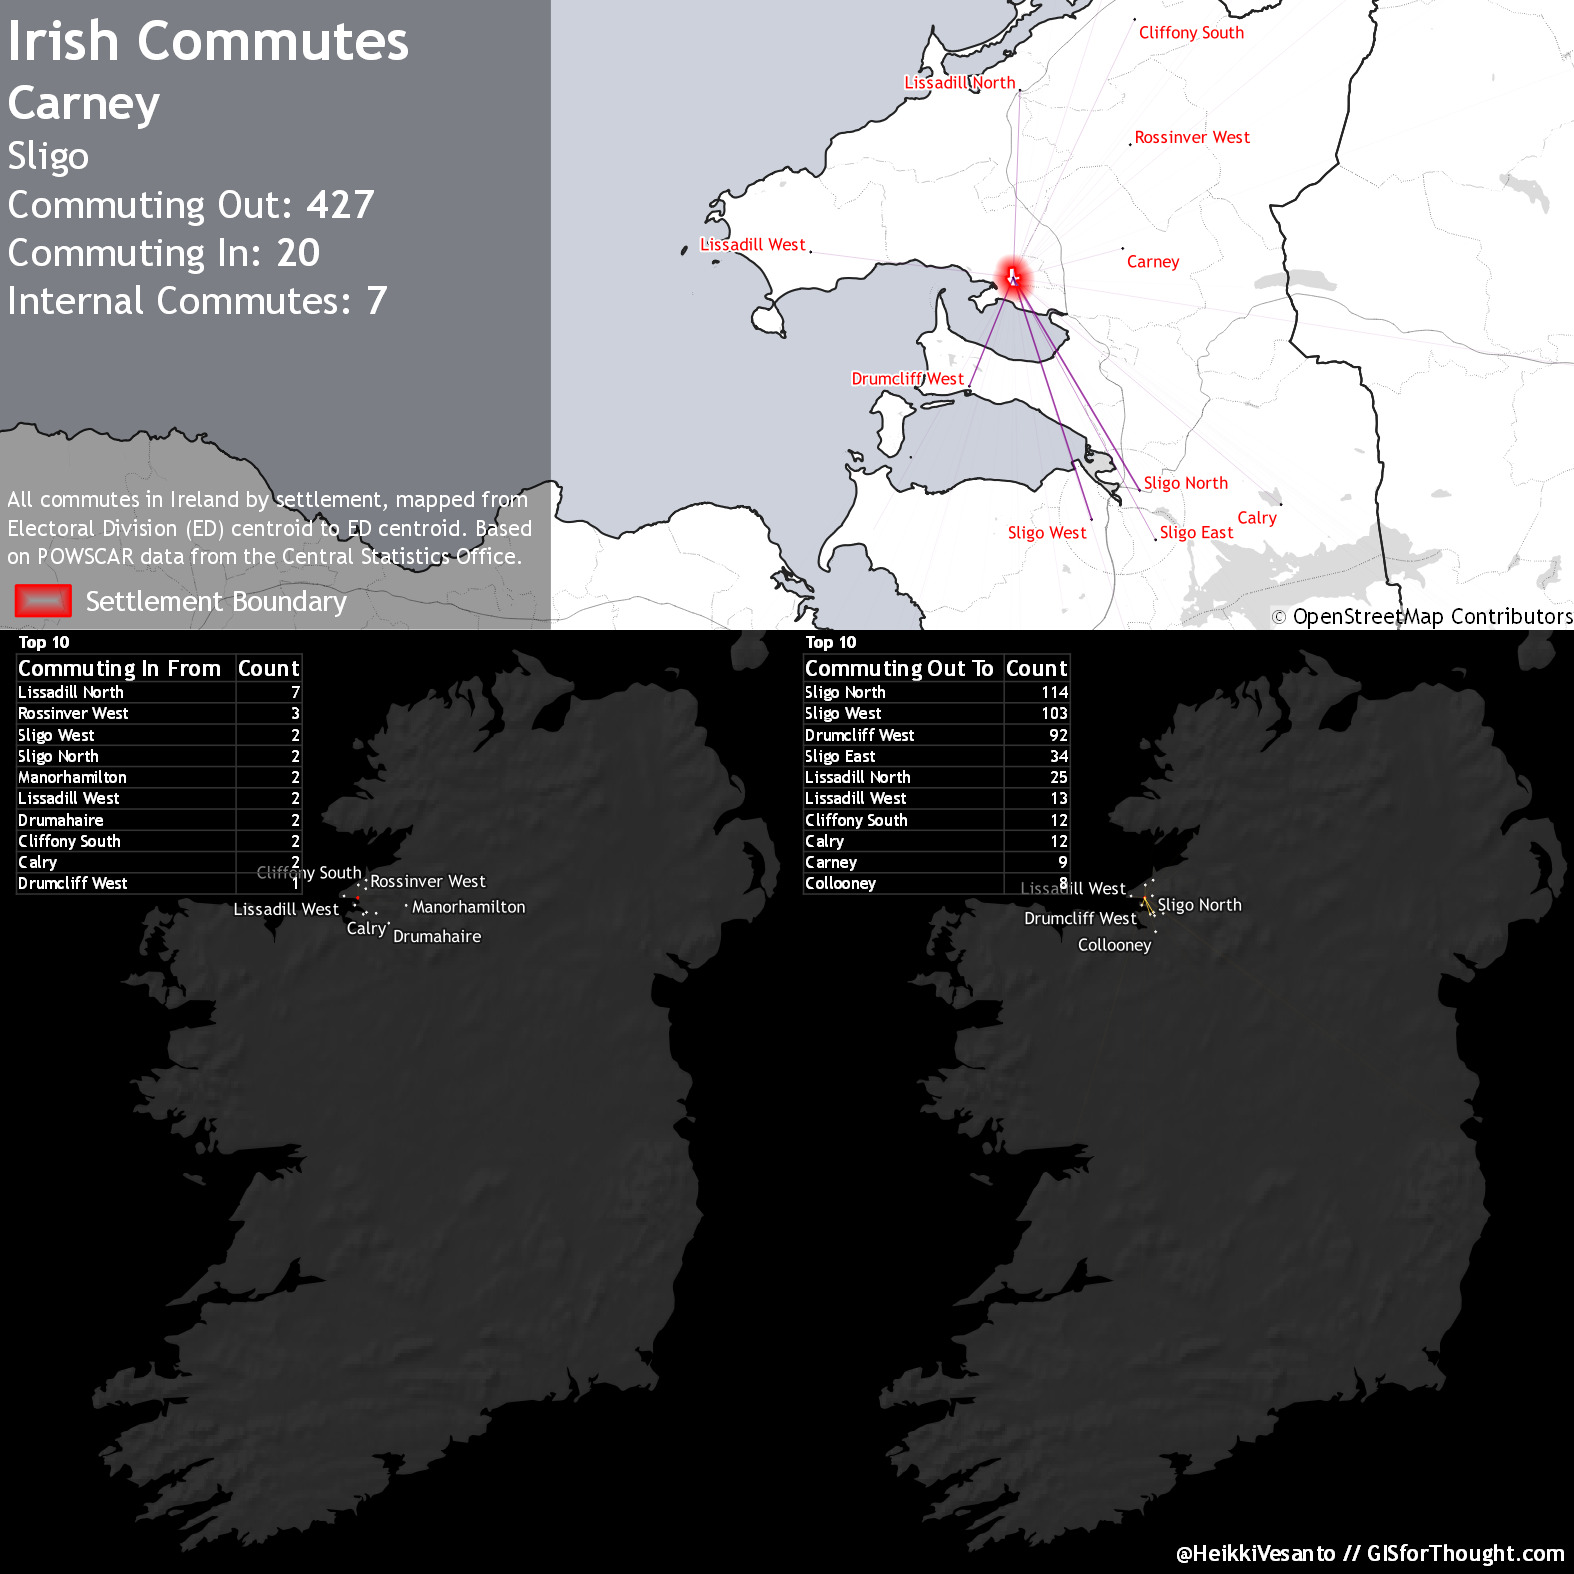 Irish Commutes
Carney
Sligo
Commuting Out: 427
Commuting In: 20
Internal Commutes: 7
All commutes in Ireland by settlement, mapped from
Electoral Division (ED) centroid to ED centroid. Based
on POWSCAR data from the Central Statistics Office.
Settlement Boundary
Cliffony South
Lissadill North
Rossinver West
Lissadill West
Carney
Drumcliff West
Sligo North
Calry
Sligo West
Sligo East
© OpenStreetMap Contributors
Top 10
Commuting In From Count
Lissadill North 7
Rossinver West 3
Sligo West 2
Sligo North 2
Manorhamilton 2
Lissadill West 2
Drumahaire 2
Cliffony South 2
Calry 2
Drumcliff West 1
Cliffony South
Rossinver West
Lissadill West
Manorhamilton
Calry
Drumahaire
Top 10
Commuting Out To Count
Sligo North 114
Sligo West 103
Drumcliff West 92
Sligo East 34
Lissadill North 25
Lissadill West 13
Cliffony South 12
Calry 12
Carney 9
Collooney 8
Lissadill West
Sligo North
Drumcliff West
Collooney
@HeikkiVesanto // GISforThought.com